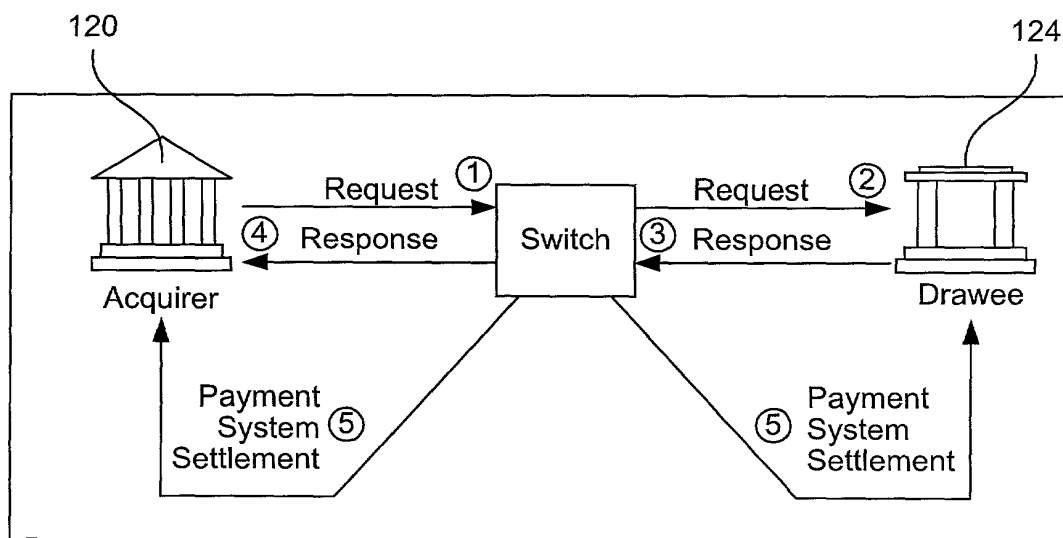 120
124
Request ①
Request ②
④ Response
③ Response
Switch
Acquirer
Drawee
Payment
System ⑤
Settlement
⑤ Payment
System
Settlement